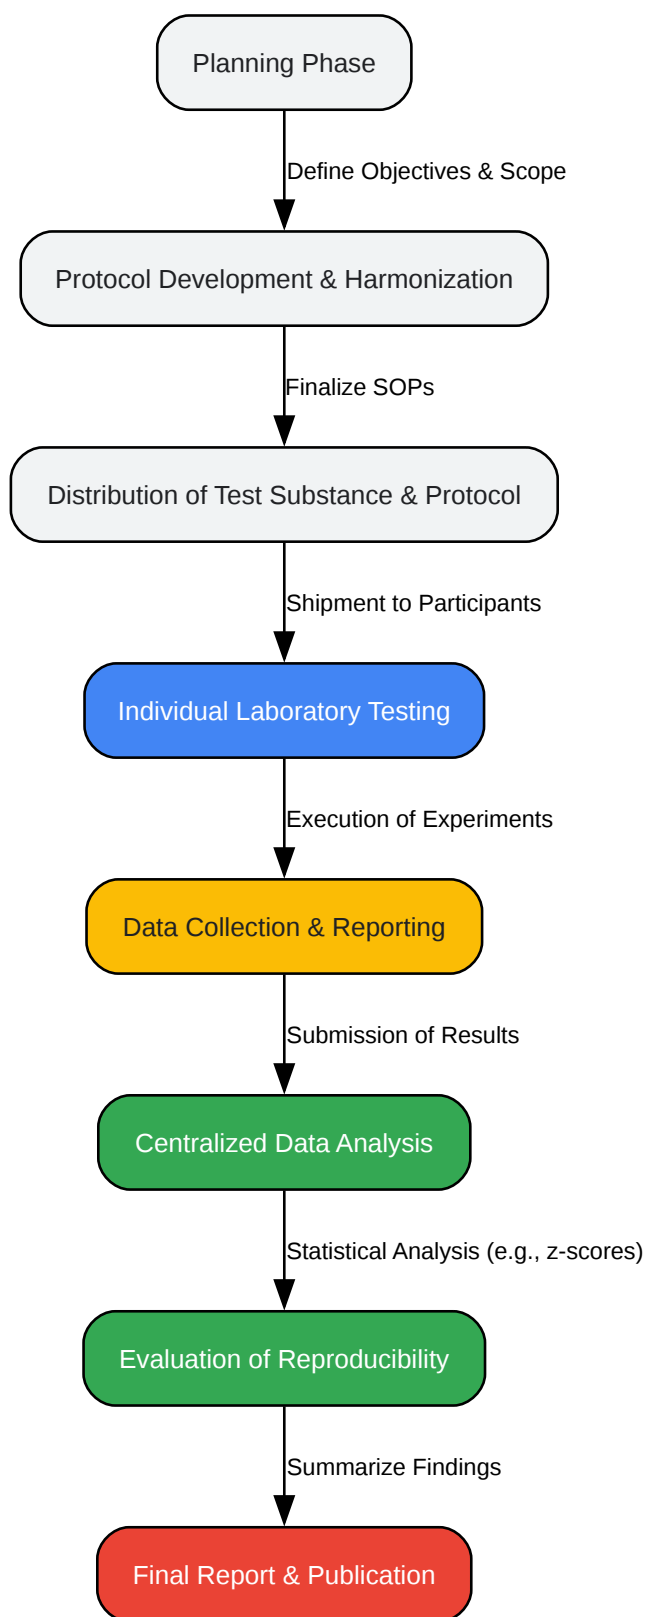 Planning Phase
Define Objectives & Scope
Protocol Development & Harmonization
Finalize SOPs
Distribution of Test Substance & Protocol
Shipment to Participants
Individual Laboratory Testing
Execution of Experiments
Data Collection & Reporting
Submission of Results
Centralized Data Analysis
Statistical Analysis (e.g., z-scores)
Evaluation of Reproducibility
Summarize Findings
Final Report & Publication